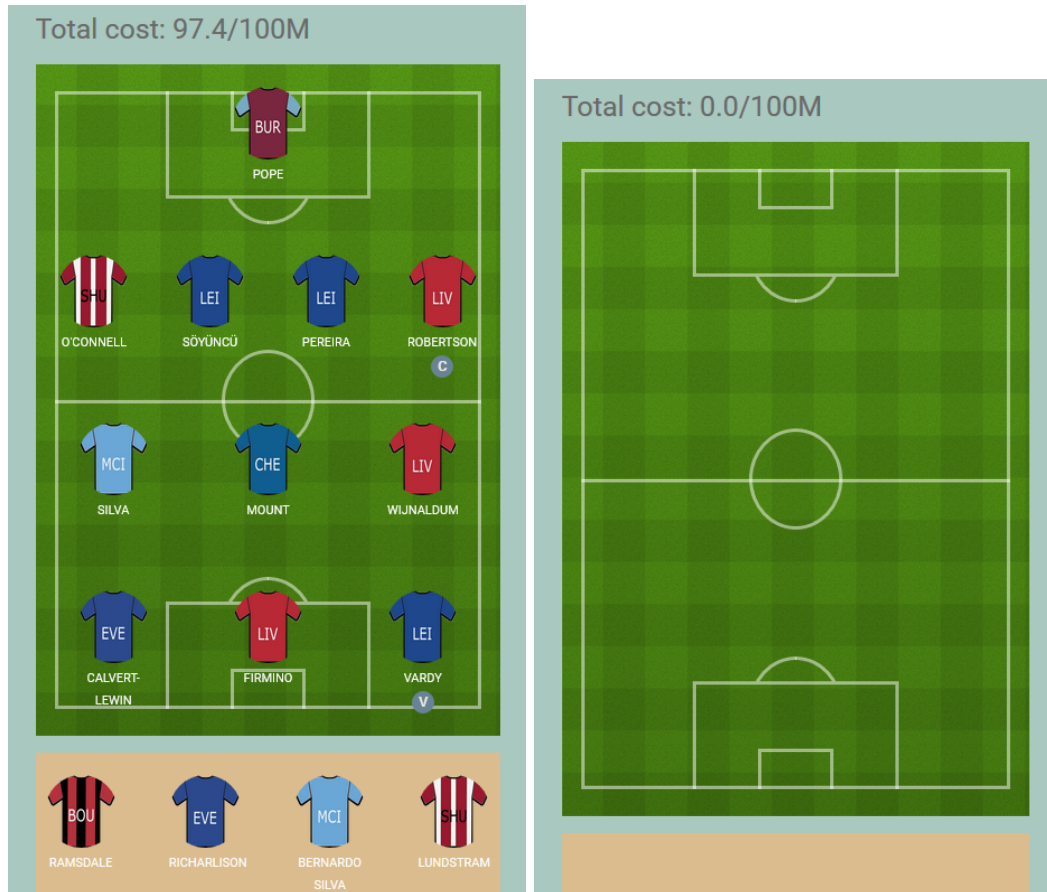 Total cost: 97.4/100M
BUR
POPE
SHU LEI LEI LIV
O'CONNELL SÖYÜNCÜ PEREIRA ROBERTSON
C
MCI CHE LIV
SILVA MOUNT WIJNALDUM
EVE LIV LEI
CALVERT- FIRMINO VARDY
LEWIN V
BOU EVE MCI SHU
RAMSDALE RICHARLISON BERNARDO LUNDSTRAM
SILVA
Total cost: 0.0/100M